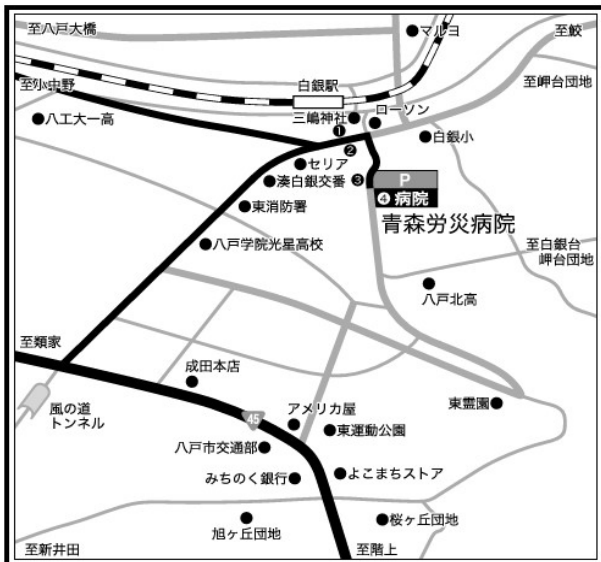 至八戸大橋
マルヨ
至鮫
白銀駅
至岬台団地
至小中野
三嶋神社
ローソン
八工大一高
❶
白銀小
❷
セリア
湊白銀交番
❸
P
❹病院
東消防署
青森労災病院
八戸学院光星高校
至白銀台
岬台団地
八戸北高
至類家
成田本店
風の道
トンネル
45
アメリカ屋
東霊園
東運動公園
八戸市交通部
みちのく銀行
よこまちストア
旭ヶ丘団地
桜ヶ丘団地
至新井田
至階上